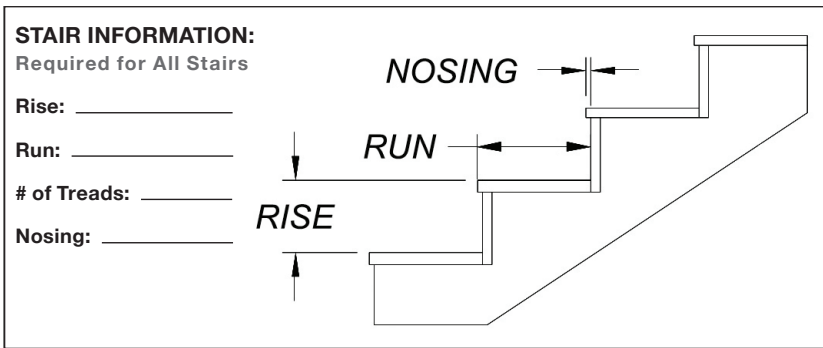 STAIR INFORMATION:
Required for All Stairs
Rise:
Run:
# of Treads:
Nosing:
NOSING
RUN
RISE